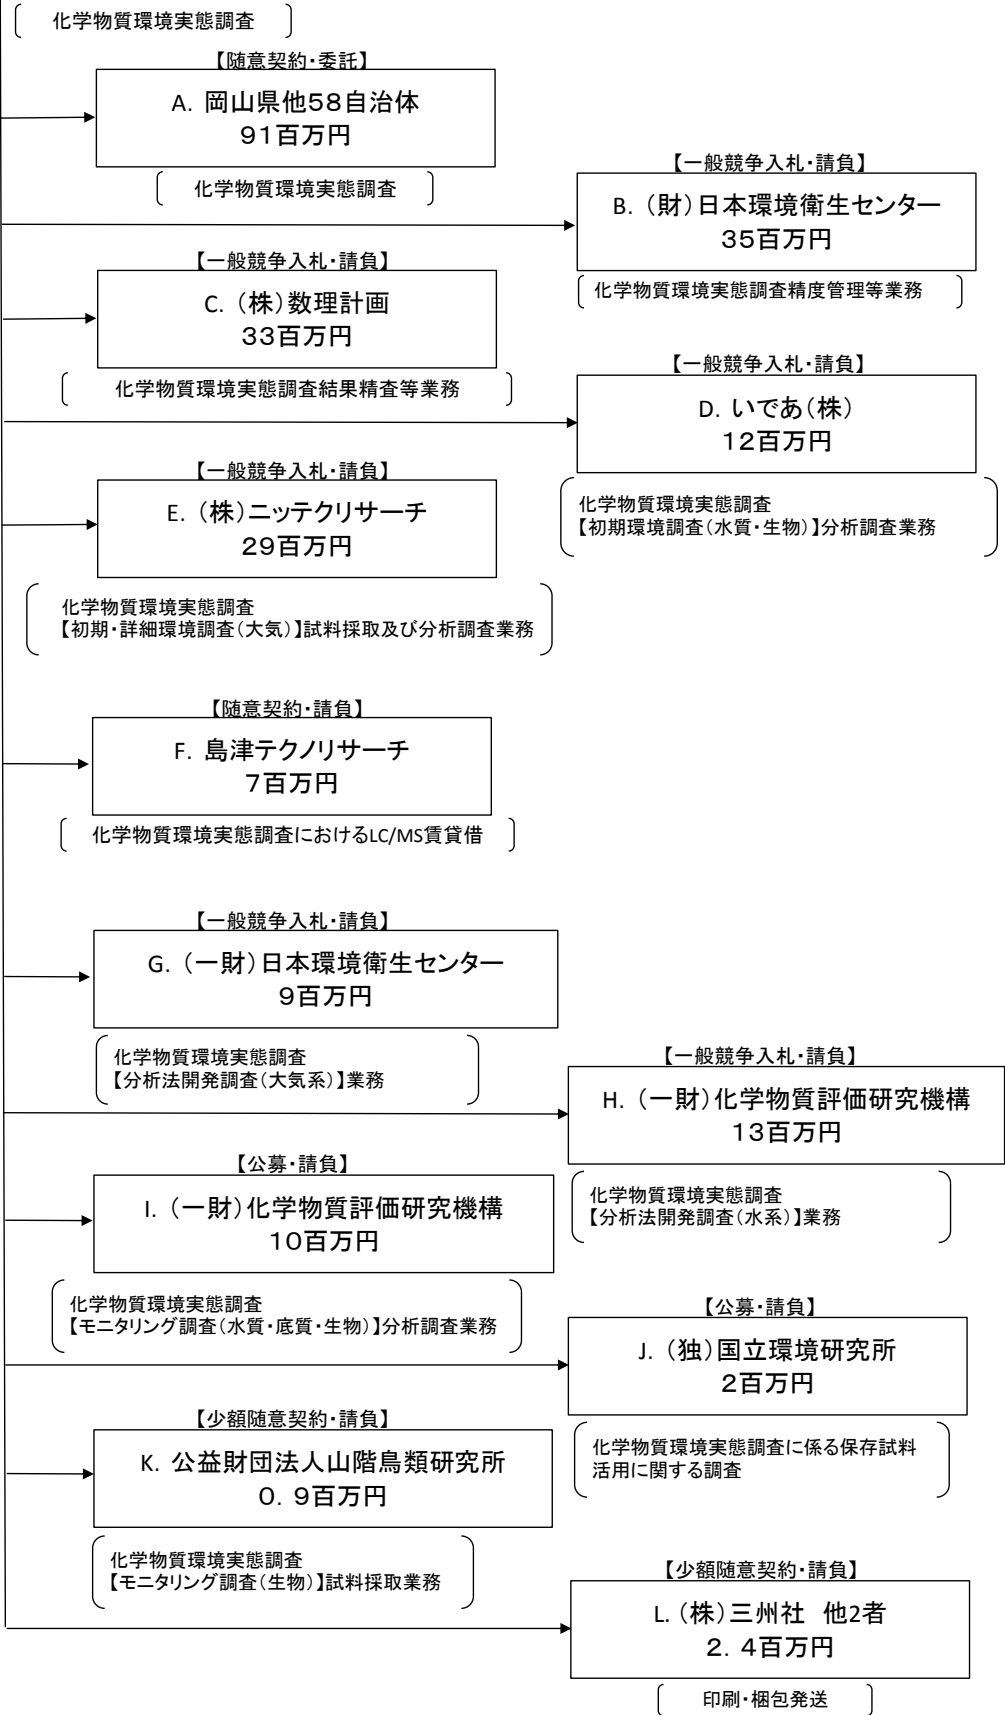 化学物質環境実態調査
【随意契約・委託】
A. 岡山県他58自治体
91百万円
化学物質環境実態調査
【一般競争入札・請負】
B. （財）日本環境衛生センター
35百万円
化学物質環境実態調査精度管理等業務
【一般競争入札・請負】
C. （株）数理計画
33百万円
化学物質環境実態調査結果精査等業務
【一般競争入札・請負】
D. いであ（株）
12百万円
化学物質環境実態調査
【初期環境調査（水質・生物）】分析調査業務
【一般競争入札・請負】
E. （株）ニッテクリサーチ
29百万円
化学物質環境実態調査
【初期・詳細環境調査（大気）】試料採取及び分析調査業務
【随意契約・請負】
F. 島津テクノリサーチ
7百万円
化学物質環境実態調査におけるLC/MS賃貸借
【一般競争入札・請負】
G. （一財）日本環境衛生センター
9百万円
化学物質環境実態調査
【分析法開発調査（大気系）】業務
【一般競争入札・請負】
H. （一財）化学物質評価研究機構
13百万円
化学物質環境実態調査
【分析法開発調査（水系）】業務
【公募・請負】
I. （一財）化学物質評価研究機構
10百万円
化学物質環境実態調査
【モニタリング調査（水質・底質・生物）】分析調査業務
【公募・請負】
J. （独）国立環境研究所
2百万円
化学物質環境実態調査に係る保存試料
活用に関する調査
【少額随意契約・請負】
K. 公益財団法人山階鳥類研究所
0. 9百万円
化学物質環境実態調査
【モニタリング調査（生物）】試料採取業務
【少額随意契約・請負】
L. （株）三州社　他2者
2. 4百万円
印刷・梱包発送